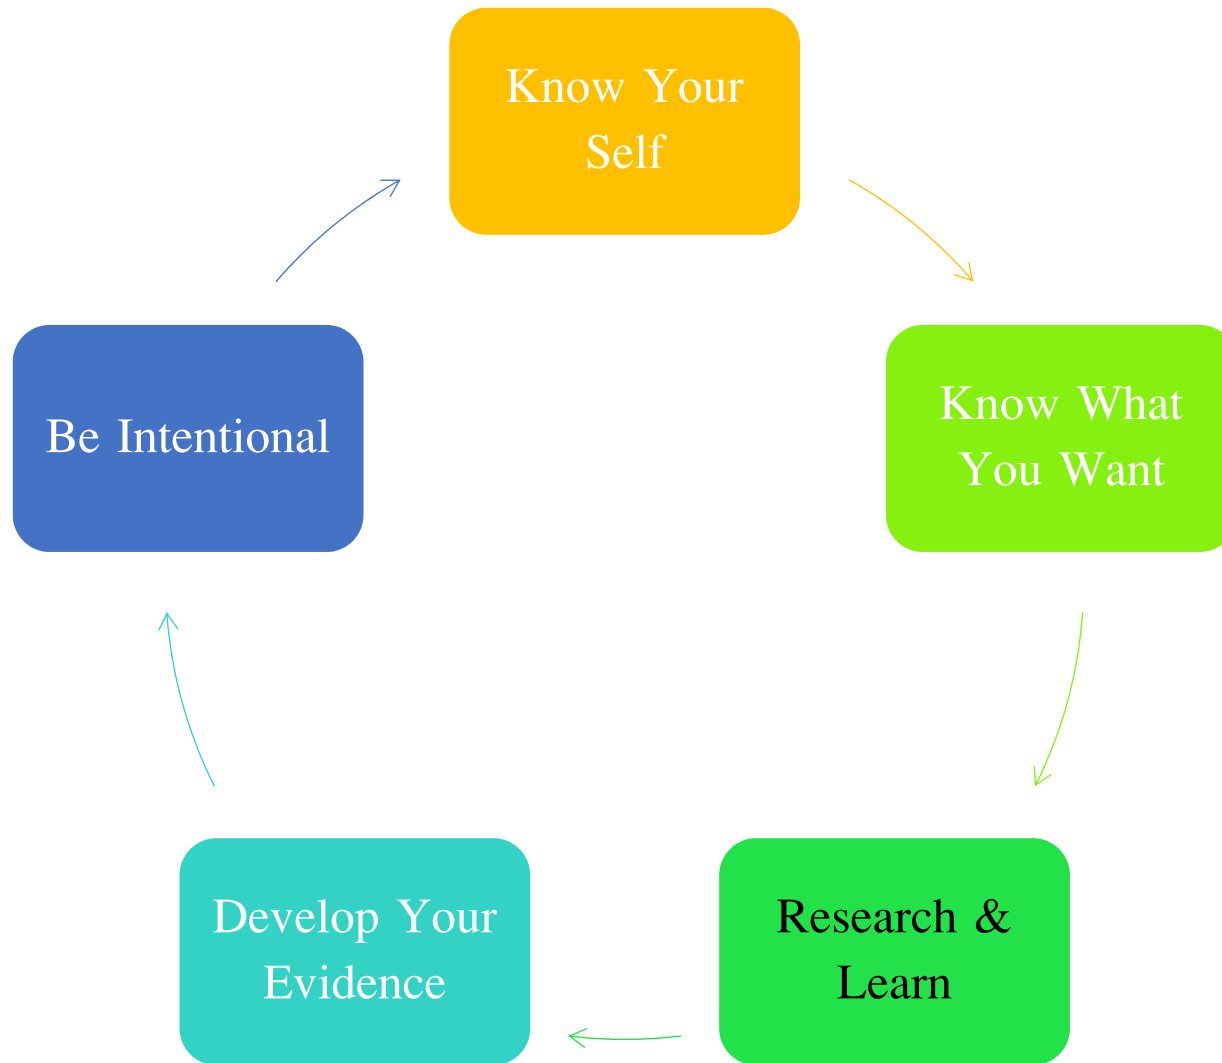 Know Your
Self
Know What
You Want
Research &
Learn
Develop Your
Evidence
Be Intentional